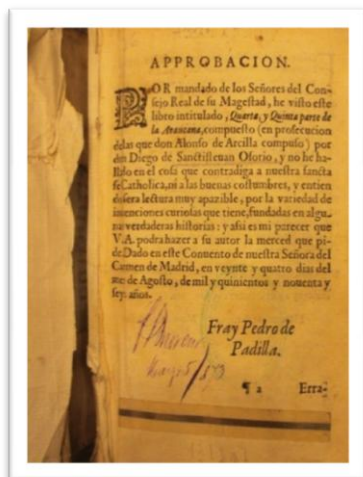 APPROBACION.
POR mandado de los Señores del Con-
sejo Real de su Magestad, he visto este
libro intitulado, Quarta, y Quinta parte de
la Araucana, compuesto (en prosecucion
delas que don Alonso de Arcilla compuso) por
don Diego de Sanctisteuan Osorio, y no he ha-
llado en el cosa que contradiga a nuestra sancta
fe Catholica, ni a las buenas costumbres, y entien
do sera lectura muy apazible, por la variedad de
inuenciones curiosas que tiene, fundadas en algu-
nas verdaderas historias: y assi es mi parecer que
V.A. podra hazer a su autor la merced que pi-
de. Dado en este Conuento de nuestra Señora del
Carmen de Madrid, en veynte y quatro dias del
mes de Agosto, de mil y quinientos y nouenta y
seys años.
Fray Pedro de
Padilla.
¶ 2 Erra-